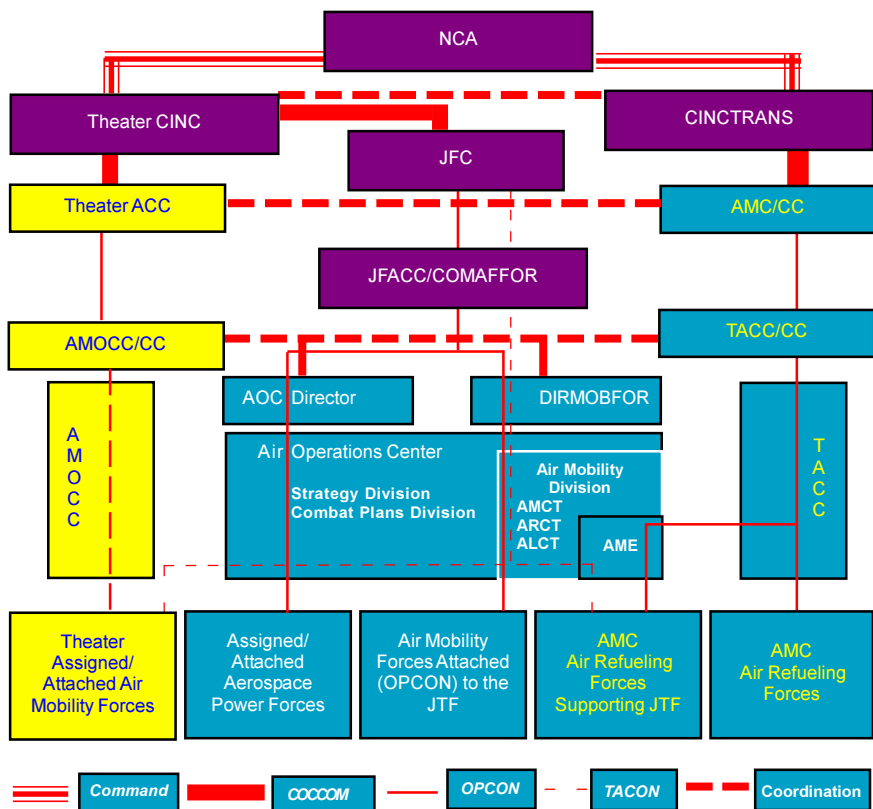 NCA
Theater CINC
CINCTRANS
JFC
Theater ACC
AMC/CC
JFACC/COMAFFOR
AMOCC/CC
TACC/CC
AOC Director
DIRMOBFOR
A
M
O
C
C
Air Operations Center
Strategy Division
Combat Plans Division
Air Mobility
Division
AMCT
ARCT
ALCT
AME
T
A
C
C
Theater
Assigned/
Attached Air
Mobility Forces
Assigned/
Attached
Aerospace
Power Forces
Air Mobility
Forces Attached
(OPCON) to the
JTF
AMC
Air Refueling
Forces
Supporting JTF
AMC
Air Refueling
Forces
Command
COCCOM
OPCON
TACON
Coordination